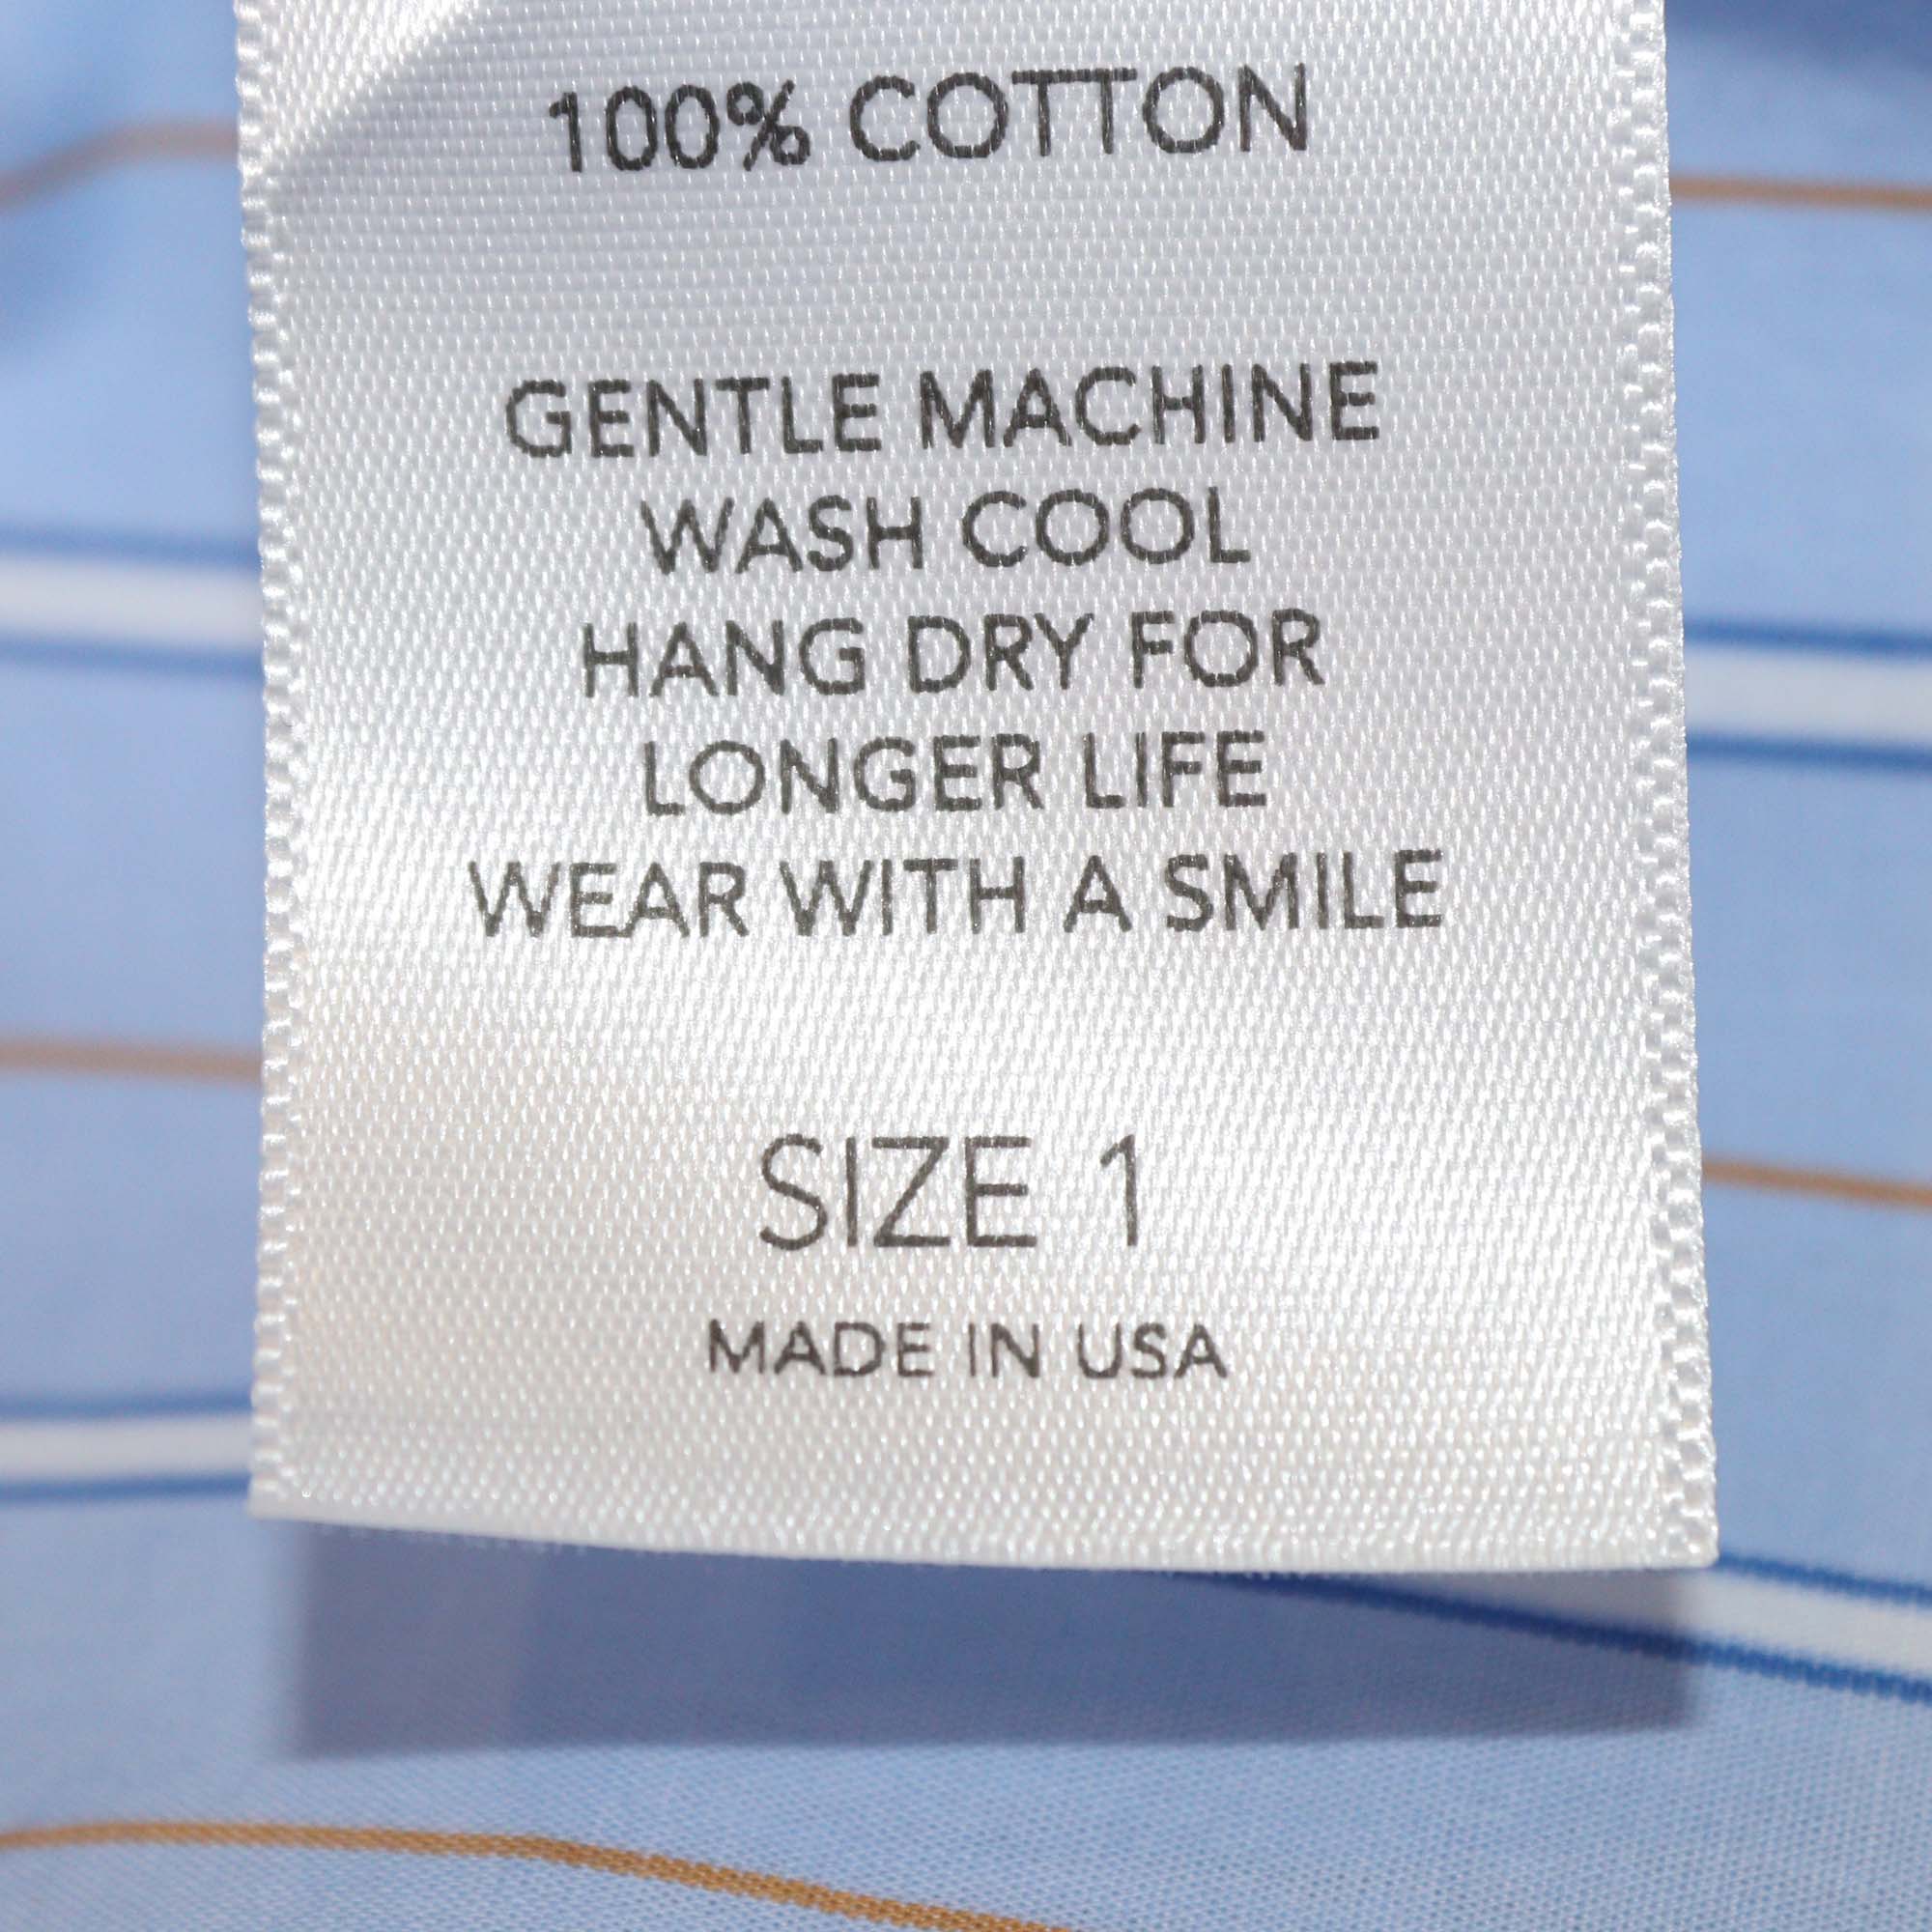 100% COTTON
GENTLE MACHINE
WASH COOL
HANG DRY FOR
LONGER LIFE
WEAR WITH A SMILE
SIZE 1
MADE IN USA